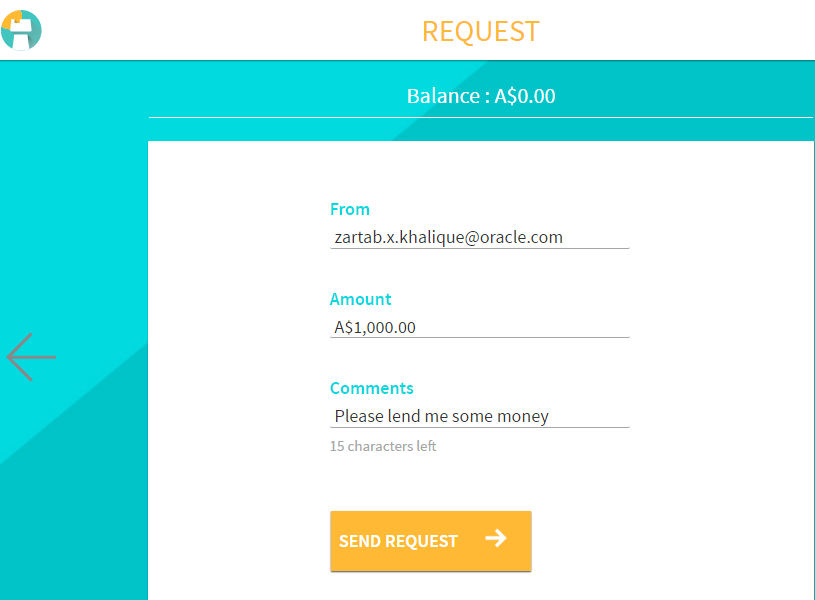 REQUEST
Balance : A$0.00
From
zartab.x.khalique@oracle.com
Amount
A$1,000.00
Comments
Please lend me some money
15 characters left
SEND REQUEST